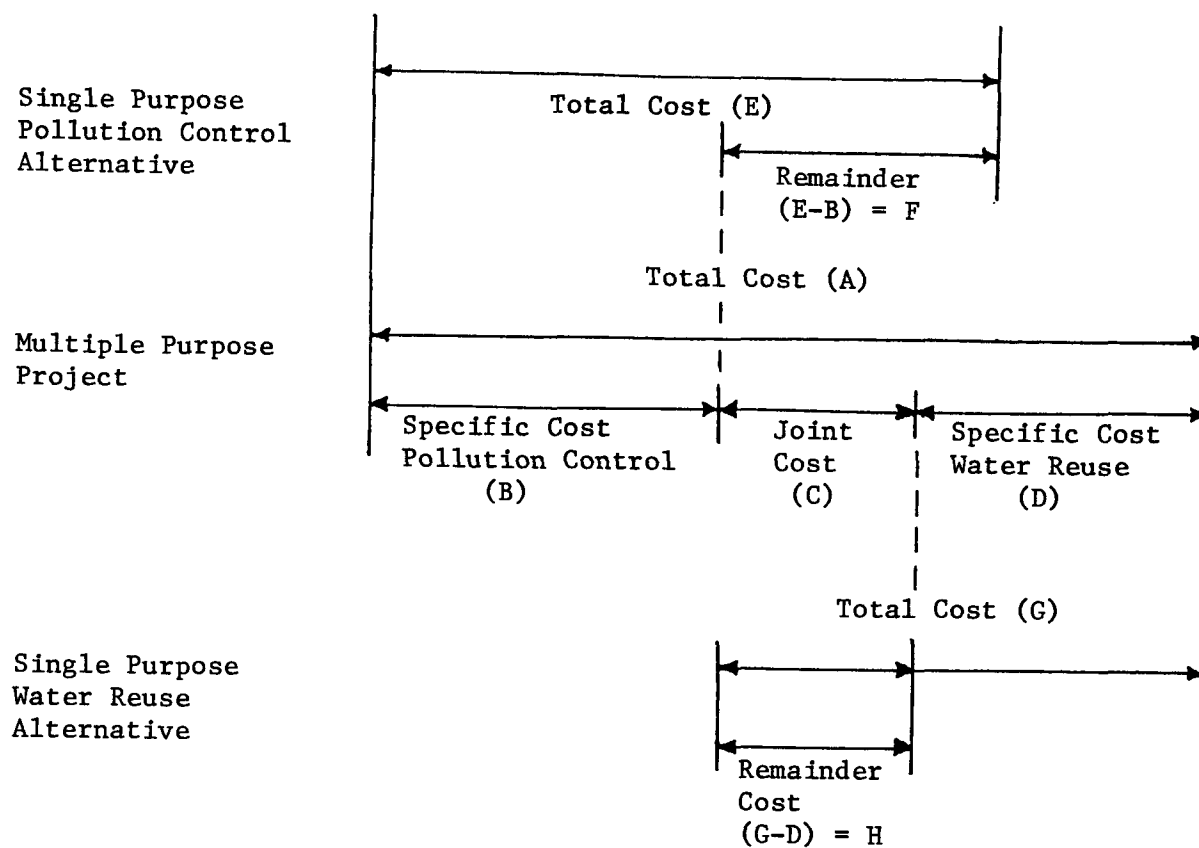 Single Purpose
Pollution Control
Alternative
Total Cost (E)
Remainder
(E-B) = F
Total Cost (A)
Multiple Purpose
Project
Specific Cost
Pollution Control
(B)
Joint
Cost
(C)
Specific Cost
Water Reuse
(D)
Total Cost (G)
Single Purpose
Water Reuse
Alternative
Remainder
Cost
(G-D) = H